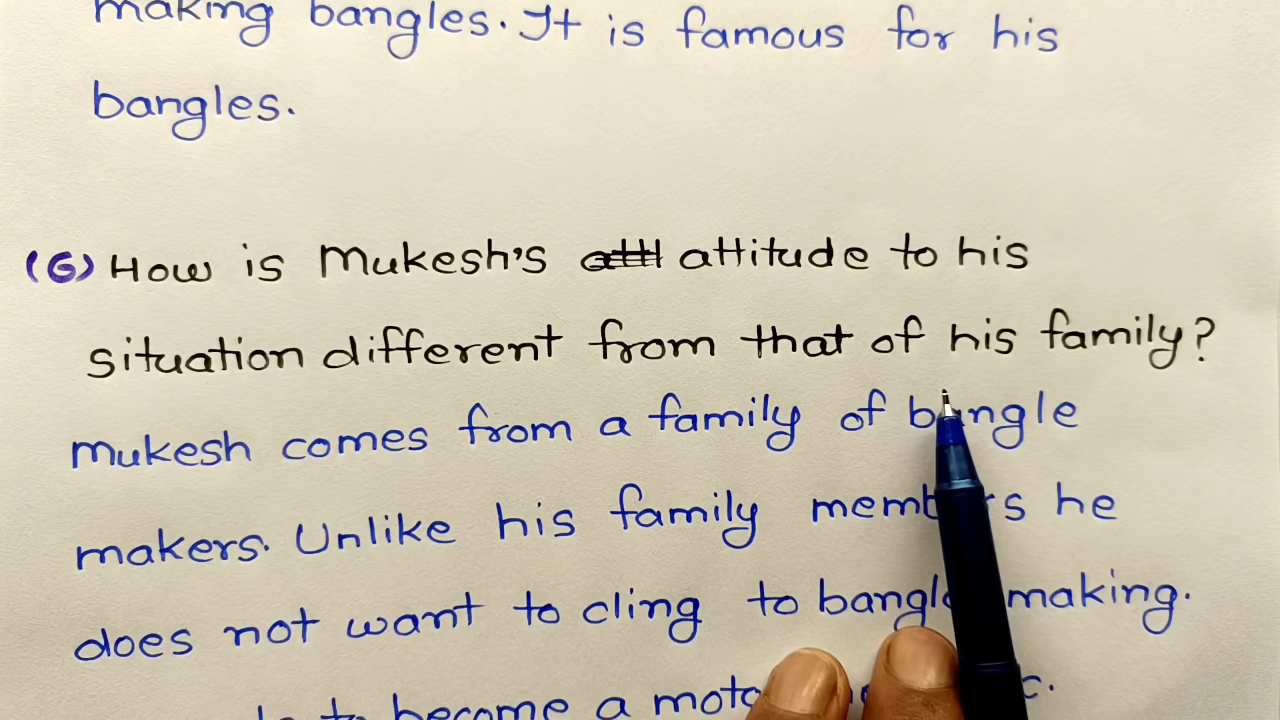 making bangles. It is famous for his
bangles.
(6) How is Mukesh's attitude to his
situation different from that of his family?
Mukesh comes from a family of bangle
makers. Unlike his family members he
does not want to cling to bangle making.
to become a